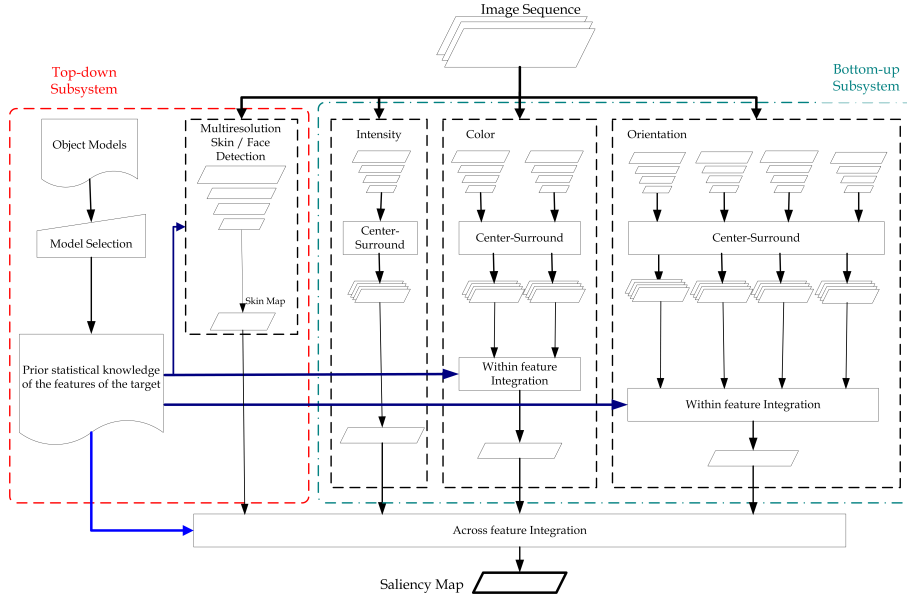 Image Sequence
Top-down
Subsystem
Bottom-up
Subsystem
Object Models
Multiresolution
Skin / Face
Detection
Intensity
Color
Orientation
Model Selection
Center-
Surround
Center-Surround
Center-Surround
Skin Map
Prior statistical knowledge
of the features of the target
Within feature
Integration
Within feature Integration
Across feature Integration
Saliency Map